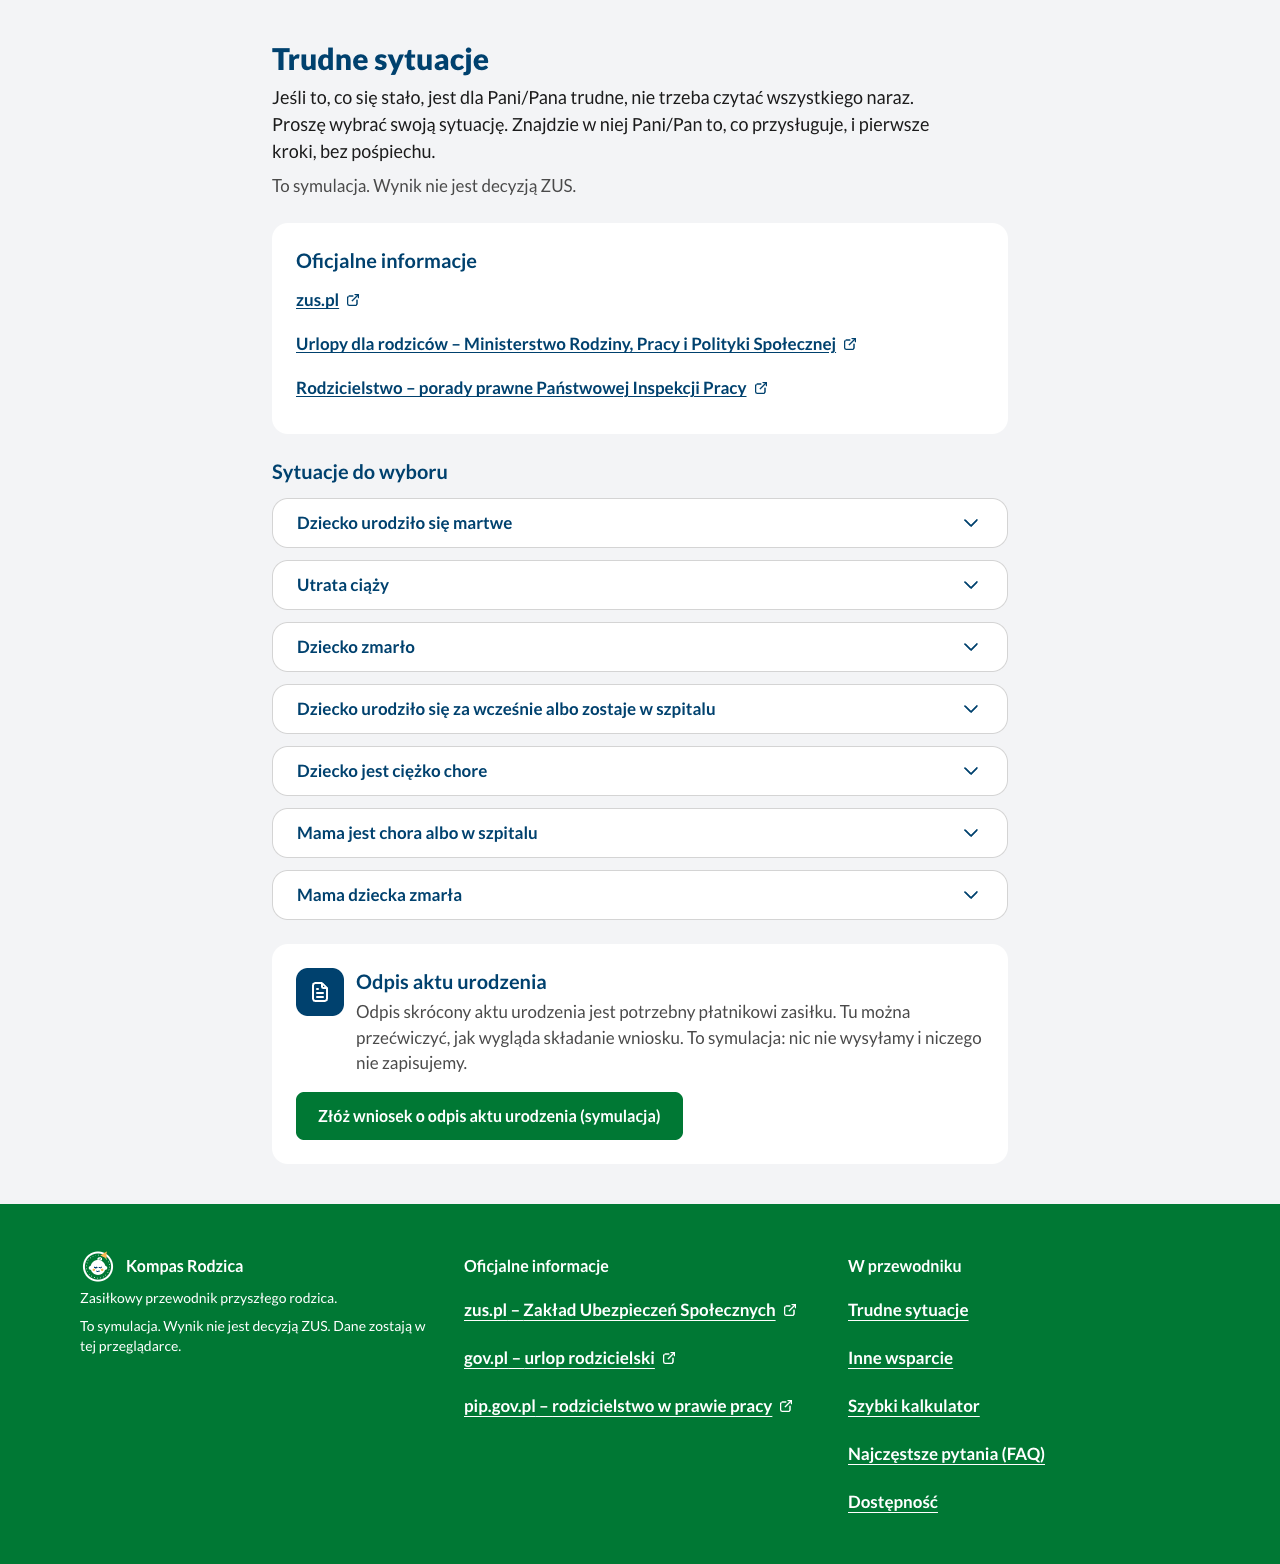 Trudne sytuacje
Jeśli to, co się stało, jest dla Pani/Pana trudne, nie trzeba czytać wszystkiego naraz.
Proszę wybrać swoją sytuację. Znajdzie w niej Pani/Pan to, co przysługuje, i pierwsze
kroki, bez pośpiechu.
To symulacja. Wynik nie jest decyzją ZUS.
Oficjalne informacje
zus.pl
Urlopy dla rodziców – Ministerstwo Rodziny, Pracy i Polityki Społecznej
Rodzicielstwo – porady prawne Państwowej Inspekcji Pracy
Sytuacje do wyboru
Dziecko urodziło się martwe
Utrata ciąży
Dziecko zmarło
Dziecko urodziło się za wcześnie albo zostaje w szpitalu
Dziecko jest ciężko chore
Mama jest chora albo w szpitalu
Mama dziecka zmarła
Odpis aktu urodzenia
Odpis skrócony aktu urodzenia jest potrzebny płatnikowi zasiłku. Tu można
przećwiczyć, jak wygląda składanie wniosku. To symulacja: nic nie wysyłamy i niczego
nie zapisujemy.
Złóż wniosek o odpis aktu urodzenia (symulacja)
Kompas Rodzica
Zasiłkowy przewodnik przyszłego rodzica.
To symulacja. Wynik nie jest decyzją ZUS. Dane zostają w
tej przeglądarce.
Oficjalne informacje
zus.pl – Zakład Ubezpieczeń Społecznych
gov.pl – urlop rodzicielski
pip.gov.pl – rodzicielstwo w prawie pracy
W przewodniku
Trudne sytuacje
Inne wsparcie
Szybki kalkulator
Najczęstsze pytania (FAQ)
Dostępność